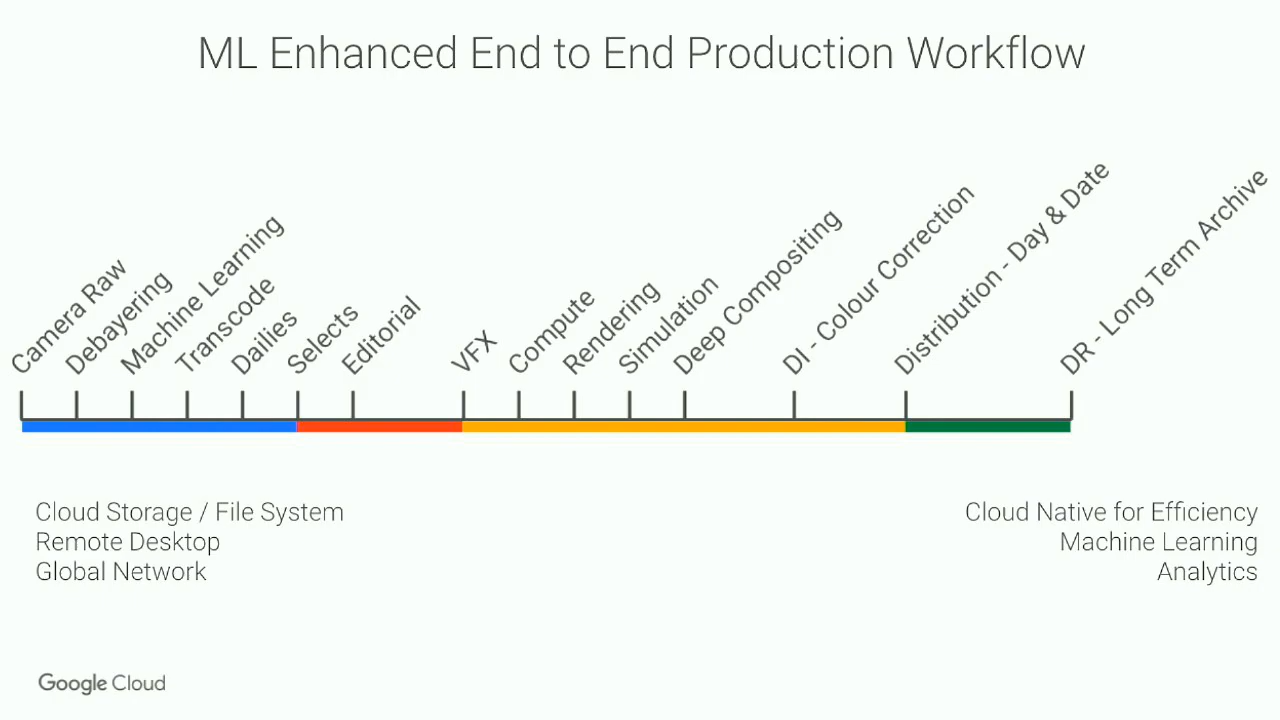 ML Enhanced End to End Production Workflow
Camera Raw
Debayering
Machine Learning
Transcode
Dailies
Selects
Editorial
VFX
Compute
Rendering
Simulation
Deep Compositing
DI - Colour Correction
Distribution - Day & Date
DR - Long Term Archive
Cloud Storage / File System
Remote Desktop
Global Network
Cloud Native for Efficiency
Machine Learning
Analytics
Google Cloud